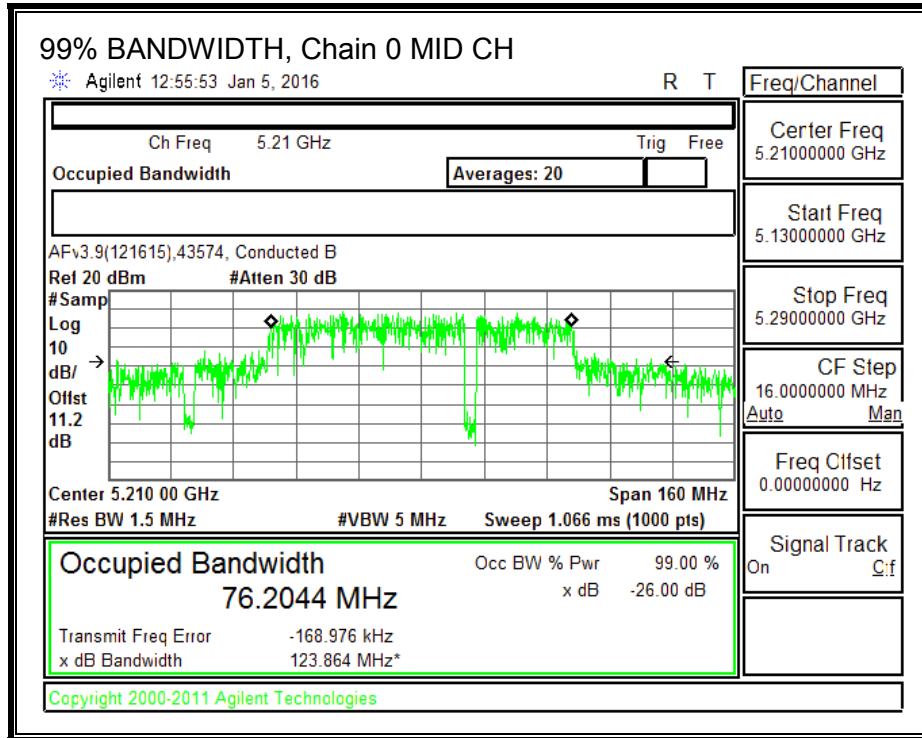 99% BANDWIDTH, Chain 0 MID CH
Agilent 12:55:53 Jan 5, 2016 R T
Freq/Channel
Ch Freq 5.21 GHz Trig Free
Occupied Bandwidth Averages: 20
Center Freq
5.21000000 GHz
Start Freq
5.13000000 GHz
Stop Freq
5.29000000 GHz
CF Step
16.0000000 MHz
Auto Man
Freq Offset
0.00000000 Hz
Signal Track
On Off
AFv3.9(121615),43574, Conducted B
Ref 20 dBm #Atten 30 dB
#Samp
Log
10
dB/
Offst
11.2
dB
Center 5.210 00 GHz Span 160 MHz
#Res BW 1.5 MHz #VBW 5 MHz Sweep 1.066 ms (1000 pts)
Occupied Bandwidth Occ BW % Pwr 99.00 %
76.2044 MHz x dB -26.00 dB
Transmit Freq Error -168.976 kHz
x dB Bandwidth 123.864 MHz*
Copyright 2000-2011 Agilent Technologies